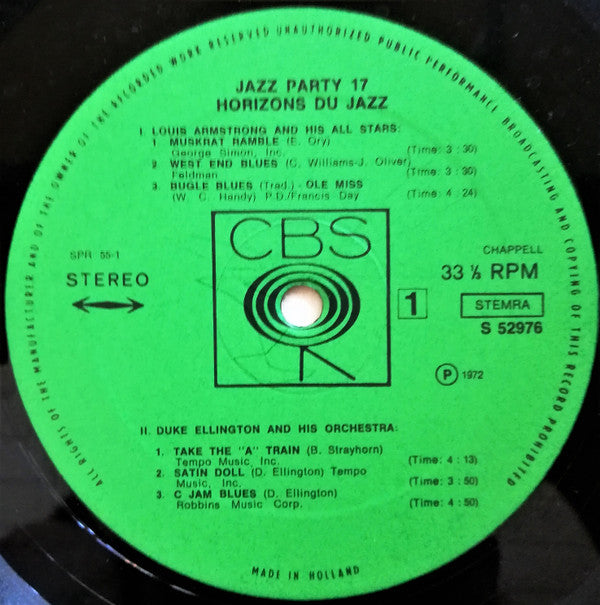 ALL RIGHTS OF THE MANUFACTURER AND OF THE OWNER OF THE RECORDED WORK RESERVED UNAUTHORIZED PUBLIC PERFORMANCE BROADCASTING AND COPYING OF THIS RECORD PROHIBITED
JAZZ PARTY 17
HORIZONS DU JAZZ
I. LOUIS ARMSTRONG AND HIS ALL STARS:
1 MUSKRAT RAMBLE (E. Ory)
George Simon, Inc. (Time: 3 : 30)
2. WEST END BLUES (C. Williams-J. Oliver)
Feldman (Time: 3 : 30)
3. BUGLE BLUES (Trad.) - OLE MISS
(W. C. Handy) P.D./Francis Day (Time: 4 : 24)
CBS
SPR 55-1
STEREO
CHAPPELL
33 ⅓ RPM
1
STEMRA
S 52976
P 1972
II. DUKE ELLINGTON AND HIS ORCHESTRA:
1. TAKE THE "A" TRAIN (B. Strayhorn)
Tempo Music, Inc. (Time: 4 : 13)
2. SATIN DOLL (D. Ellington) Tempo
Music, Inc. (Time: 3 : 50)
3. C JAM BLUES (D. Ellington)
Robbins Music Corp. (Time: 4 : 50)
MADE IN HOLLAND